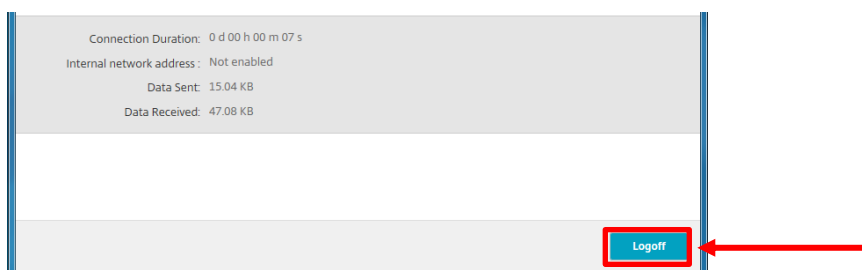 Connection Duration: 0 d 00 h 00 m 07 s
Internal network address : Not enabled
Data Sent: 15.04 KB
Data Received: 47.08 KB
Logoff